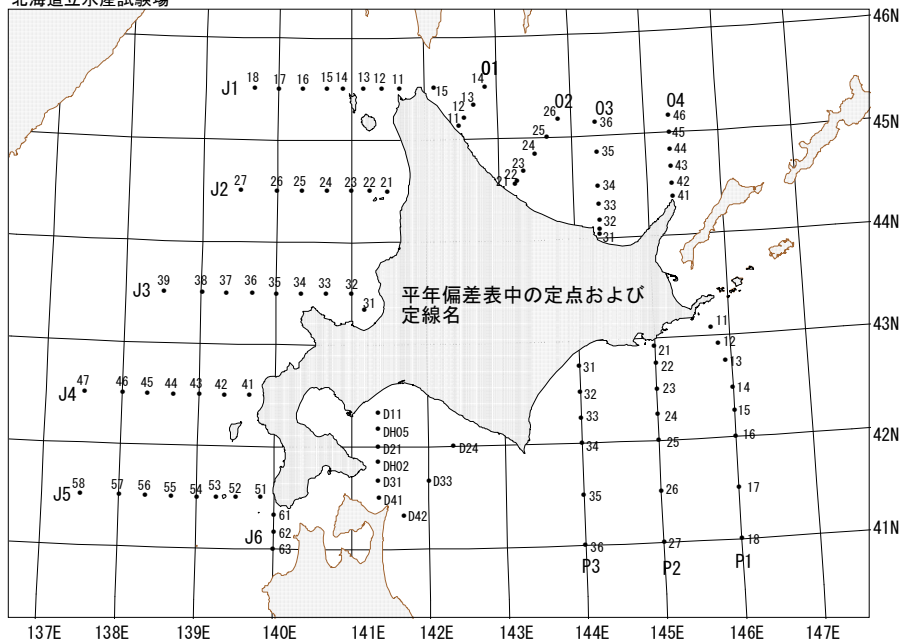 北海道立水産試験場
46N
J1 18 17 16 15 14 13 12 11
15 12 11 13 14 O1
26 O2 25 24 23 22 21
O3 36 35 34 33 32 31
O4 46 45 44 43 42 41
45N
J2 27 26 25 24 23 22 21
44N
J3 39 38 37 36 35 34 33 32 31
平年偏差表中の定点および
定線名
43N
J4 47 46 45 44 43 42 41
D11
DH05
D21
DH02
D31
D41
D42
D24
D33
31 32 33 34 35 36 P3
21 22 23 24 25 26 27 P2
11 12 13 14 15 16 17 18 P1
42N
J5 58 57 56 55 54 53 52 51
J6 61 62 63
41N
137E 138E 139E 140E 141E 142E 143E 144E 145E 146E 147E